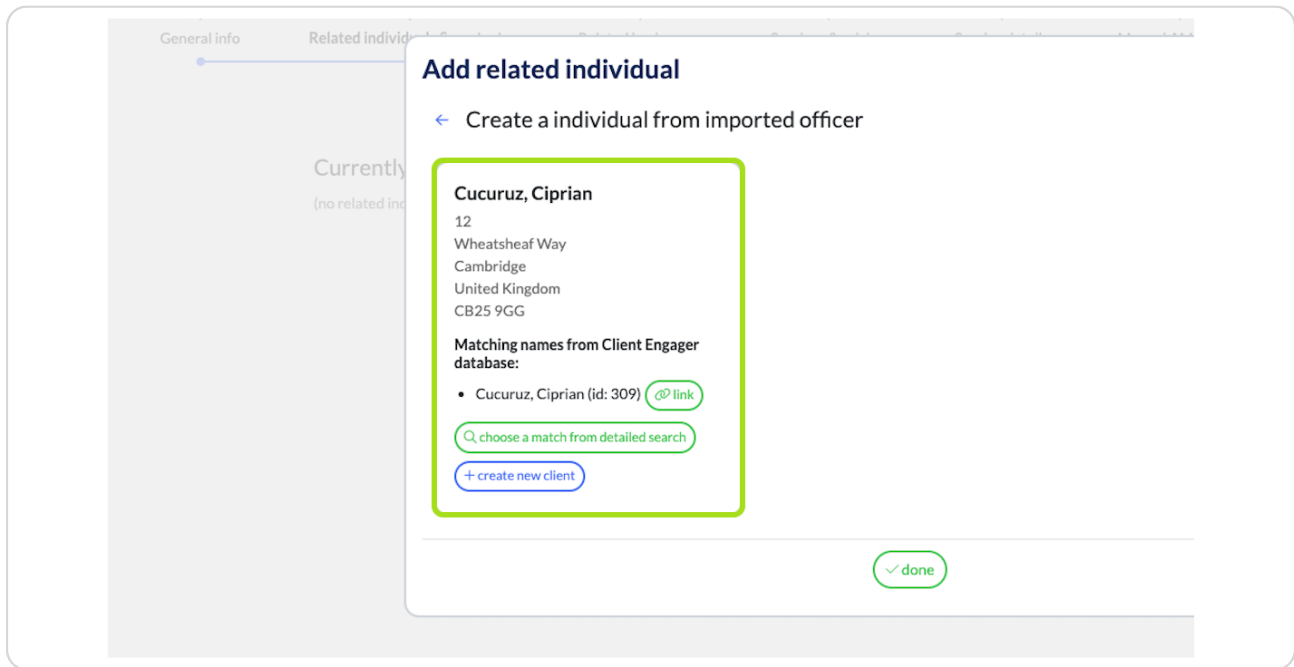 General info
Related individ
Add related individual
← Create a individual from imported officer
Currently
(no related ind
Cucuruz, Ciprian
12
Wheatsheaf Way
Cambridge
United Kingdom
CB25 9GG
Matching names from Client Engager
database:
• Cucuruz, Ciprian (id: 309) link
choose a match from detailed search
+ create new client
done